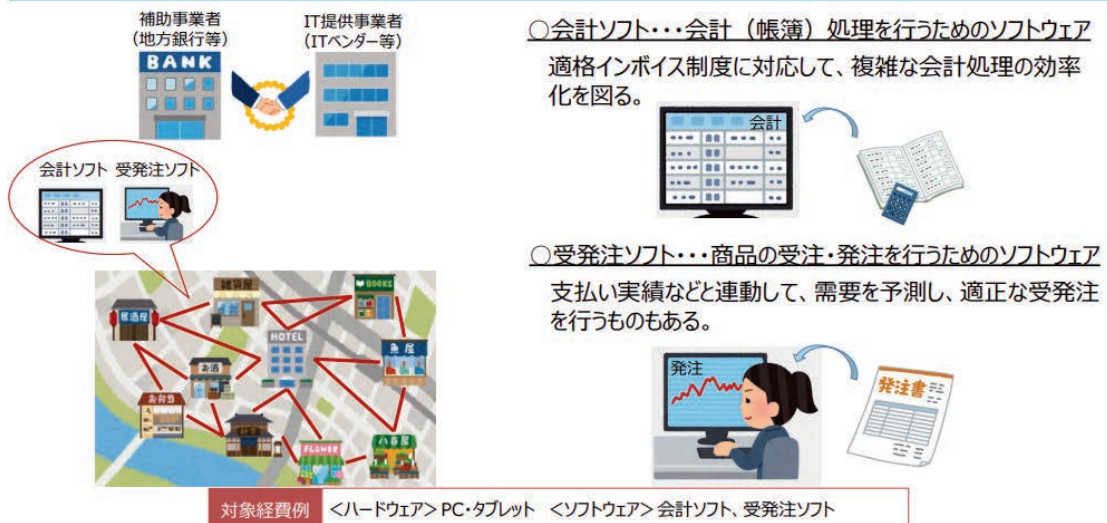 補助事業者
（地方銀行等）
IT提供事業者
（ITベンダー等）
BANK
会計ソフト 受発注ソフト
居酒屋
雑貨屋
BOOKS
HOTEL
魚屋
お酒
お弁当
FLOWER
八百屋
○会計ソフト・・・会計（帳簿）処理を行うためのソフトウェア
適格インボイス制度に対応して、複雑な会計処理の効率
化を図る。
会計
○受発注ソフト・・・商品の受注・発注を行うためのソフトウェア
支払い実績などと連動して、需要を予測し、適正な受発注
を行うものもある。
発注
発注書
対象経費例 ＜ハードウェア＞PC・タブレット ＜ソフトウェア＞会計ソフト、受発注ソフト